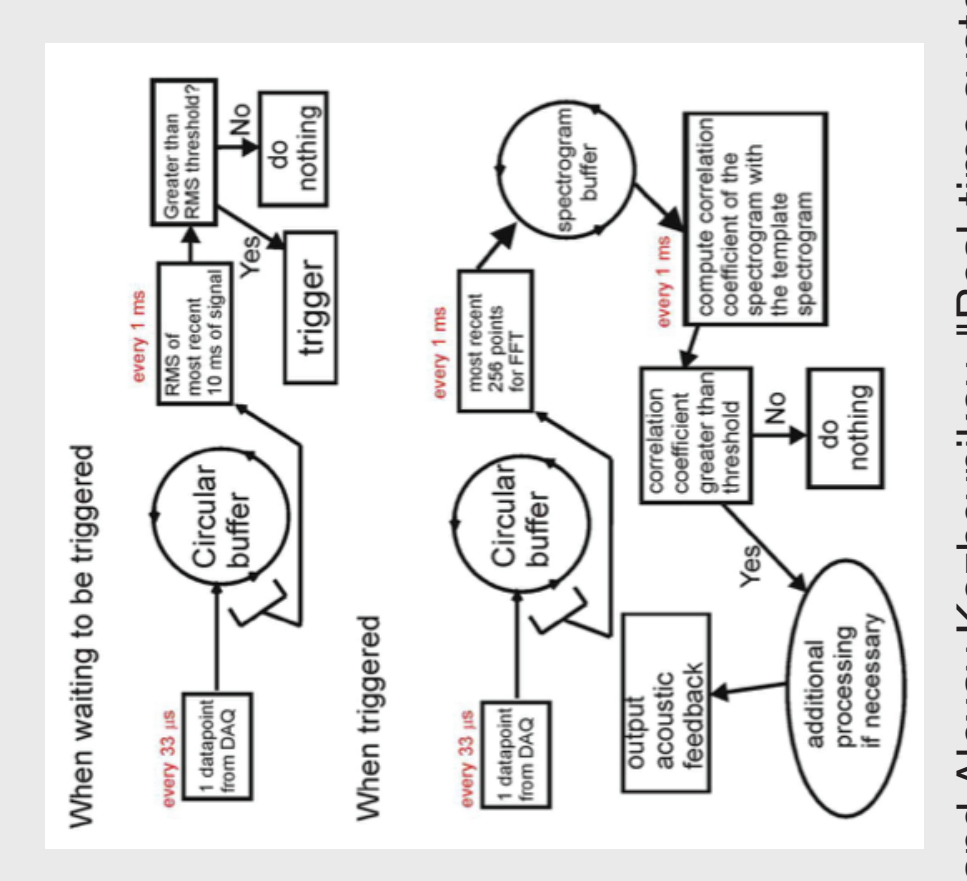 When waiting to be triggered
every 33 µs
1 datapoint
from DAQ
Circular
buffer
every 1 ms
RMS of
most recent
10 ms of signal
Greater than
RMS threshold?
No
do
nothing
Yes
trigger
When triggered
every 33 µs
1 datapoint
from DAQ
Circular
buffer
every 1 ms
most recent
256 points
for FFT
spectrogram
buffer
every 1 ms
compute correlation
coefficient of the
spectrogram with
the template
spectrogram
correlation
coefficient
greater than
threshold
No
do
nothing
Yes
additional
processing
if necessary
output
acoustic
feedback